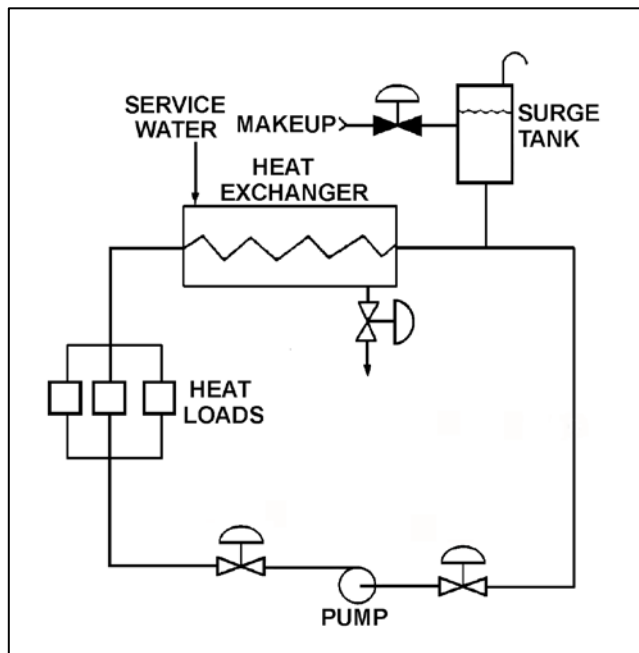 SERVICE
WATER
MAKEUP
SURGE
TANK
HEAT
EXCHANGER
HEAT
LOADS
PUMP